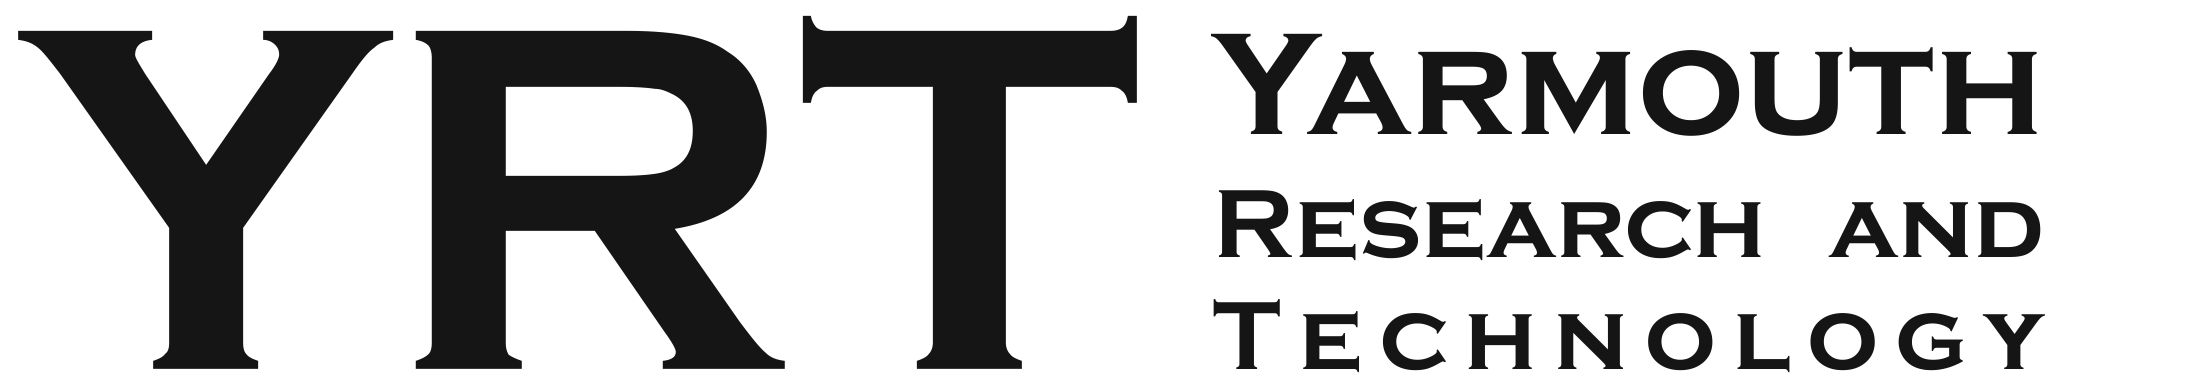 YRT
YARMOUTH
RESEARCH AND
TECHNOLOGY